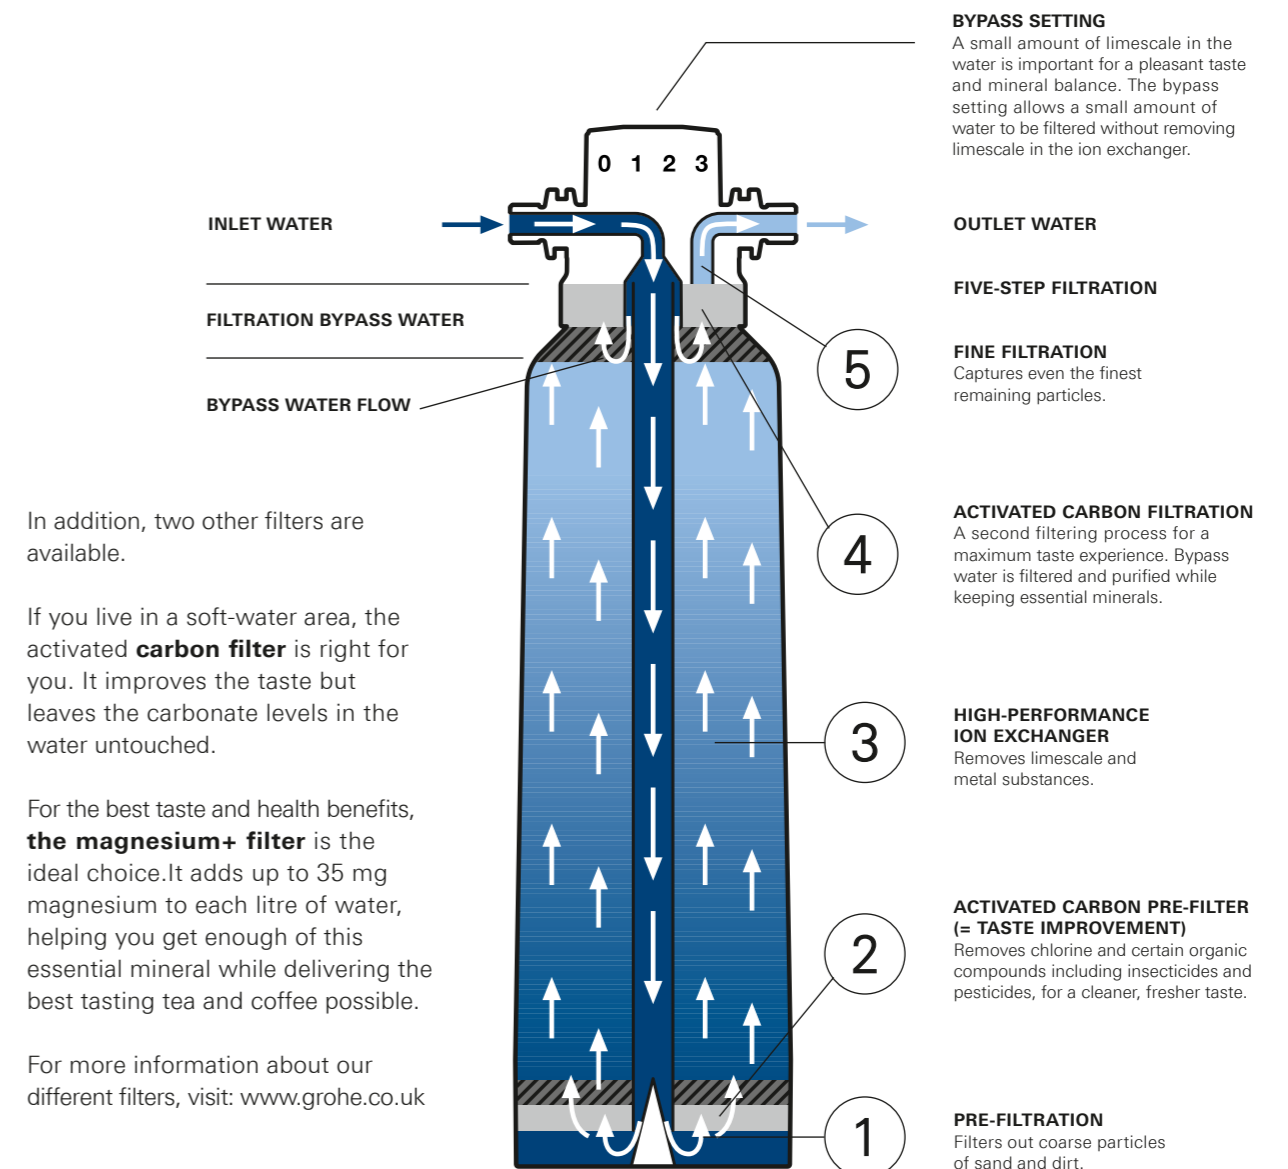 BYPASS SETTING
A small amount of limescale in the
water is important for a pleasant taste
and mineral balance. The bypass
setting allows a small amount of
water to be filtered without removing
limescale in the ion exchanger.
0 1 2 3
INLET WATER
OUTLET WATER
FILTRATION BYPASS WATER
BYPASS WATER FLOW
FIVE-STEP FILTRATION
5
FINE FILTRATION
Captures even the finest
remaining particles.
4
ACTIVATED CARBON FILTRATION
A second filtering process for a
maximum taste experience. Bypass
water is filtered and purified while
keeping essential minerals.
3
HIGH-PERFORMANCE
ION EXCHANGER
Removes limescale and
metal substances.
2
ACTIVATED CARBON PRE-FILTER
(= TASTE IMPROVEMENT)
Removes chlorine and certain organic
compounds including insecticides and
pesticides, for a cleaner, fresher taste.
1
PRE-FILTRATION
Filters out coarse particles
of sand and dirt.
In addition, two other filters are
available.
If you live in a soft-water area, the
activated carbon filter is right for
you. It improves the taste but
leaves the carbonate levels in the
water untouched.
For the best taste and health benefits,
the magnesium+ filter is the
ideal choice.It adds up to 35 mg
magnesium to each litre of water,
helping you get enough of this
essential mineral while delivering the
best tasting tea and coffee possible.
For more information about our
different filters, visit: www.grohe.co.uk